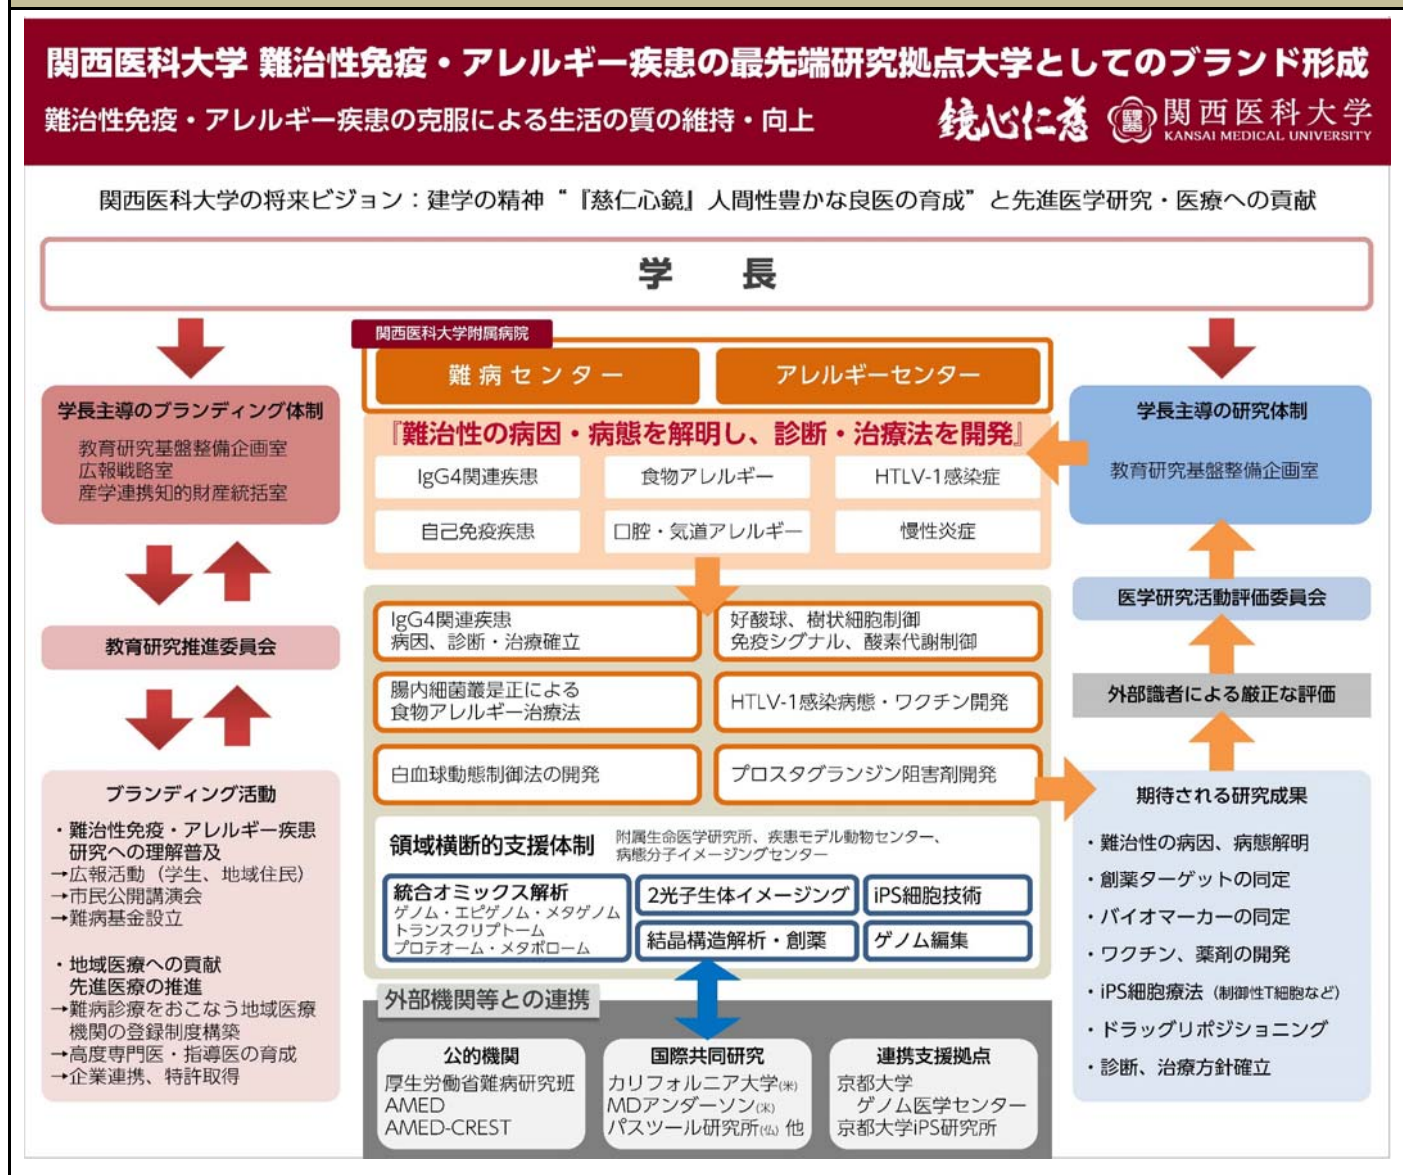 関西医科大学 難治性免疫・アレルギー疾患の最先端研究拠点大学としてのブランド形成
難治性免疫・アレルギー疾患の克服による生活の質の維持・向上
鏡心仁慈
関西医科大学
KANSAI MEDICAL UNIVERSITY
関西医科大学の将来ビジョン：建学の精神“『慈仁心鏡』人間性豊かな良医の育成”と先進医学研究・医療への貢献
学 長
学長主導のブランディング体制
教育研究基盤整備企画室
広報戦略室
産学連携知的財産統括室
教育研究推進委員会
ブランディング活動
・難治性免疫・アレルギー疾患
研究への理解普及
→広報活動（学生、地域住民）
→市民公開講演会
→難病基金設立
・地域医療への貢献
先進医療の推進
→難病診療をおこなう地域医療
機関の登録制度構築
→高度専門医・指導医の育成
→企業連携、特許取得
関西医科大学附属病院
難病センター
アレルギーセンター
『難治性の病因・病態を解明し、診断・治療法を開発』
IgG4関連疾患
食物アレルギー
HTLV-1感染症
自己免疫疾患
口腔・気道アレルギー
慢性炎症
IgG4関連疾患
病因、診断・治療確立
好酸球、樹状細胞制御
免疫シグナル、酸素代謝制御
腸内細菌叢是正による
食物アレルギー治療法
HTLV-1感染病態・ワクチン開発
白血球動態制御法の開発
プロスタグランジン阻害剤開発
領域横断的支援体制
附属生命医学研究所、疾患モデル動物センター、
病態分子イメージングセンター
統合オミックス解析
ゲノム・エピゲノム・メタゲノム
トランスクリプトーム
プロテオーム・メタボローム
2光子生体イメージング
iPS細胞技術
結晶構造解析・創薬
ゲノム編集
外部機関等との連携
公的機関
厚生労働省難病研究班
AMED
AMED-CREST
国際共同研究
カリフォルニア大学(米)
MDアンダーソン(米)
パスツール研究所(仏) 他
連携支援拠点
京都大学
ゲノム医学センター
京都大学iPS研究所
学長主導の研究体制
教育研究基盤整備企画室
医学研究活動評価委員会
外部識者による厳正な評価
期待される研究成果
・難治性の病因、病態解明
・創薬ターゲットの同定
・バイオマーカーの同定
・ワクチン、薬剤の開発
・iPS細胞療法（制御性T細胞など）
・ドラッグリポジショニング
・診断、治療方針確立